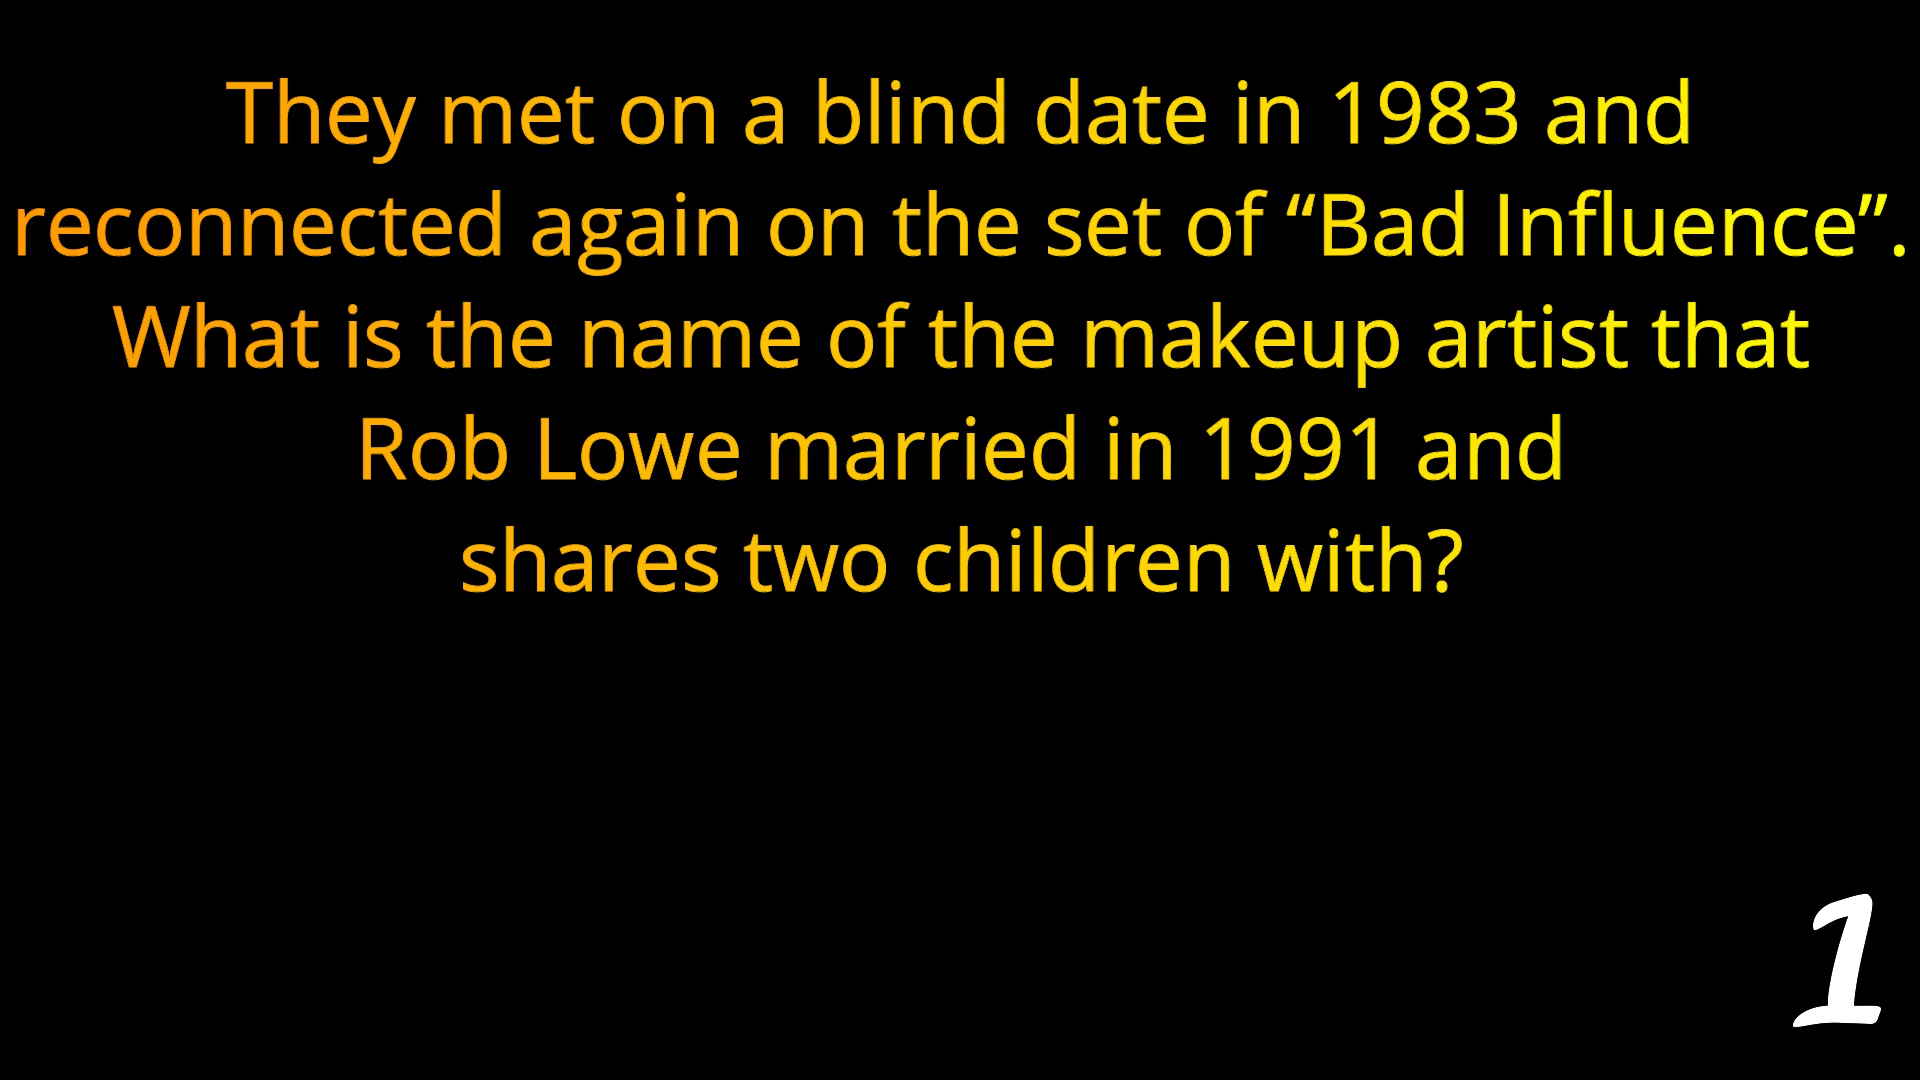 They met on a blind date in 1983 and
reconnected again on the set of “Bad Influence”.
What is the name of the makeup artist that
Rob Lowe married in 1991 and
shares two children with?
1